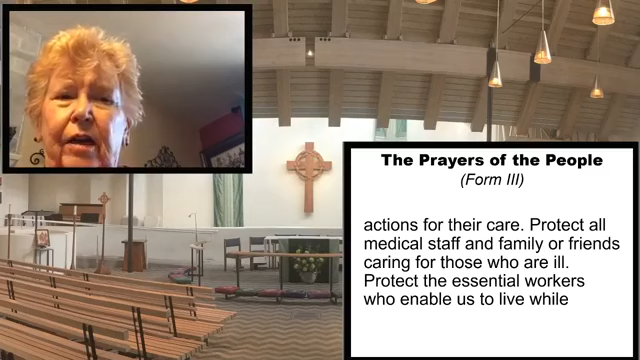 The Prayers of the People
(Form III)
actions for their care. Protect all
medical staff and family or friends
caring for those who are ill.
Protect the essential workers
who enable us to live while